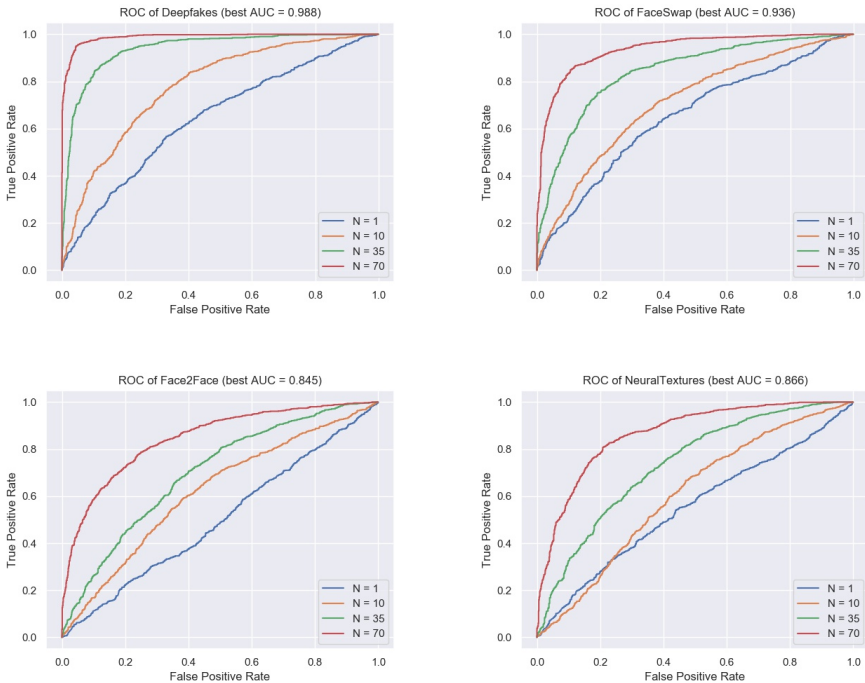 ROC of Deepfakes (best AUC = 0.988)
1.0
0.8
0.6
0.4
0.2
0.0
True Positive Rate
N = 1
N = 10
N = 35
N = 70
0.0 0.2 0.4 0.6 0.8 1.0
False Positive Rate
ROC of FaceSwap (best AUC = 0.936)
1.0
0.8
0.6
0.4
0.2
0.0
True Positive Rate
N = 1
N = 10
N = 35
N = 70
0.0 0.2 0.4 0.6 0.8 1.0
False Positive Rate
ROC of Face2Face (best AUC = 0.845)
1.0
0.8
0.6
0.4
0.2
0.0
True Positive Rate
N = 1
N = 10
N = 35
N = 70
0.0 0.2 0.4 0.6 0.8 1.0
False Positive Rate
ROC of NeuralTextures (best AUC = 0.866)
1.0
0.8
0.6
0.4
0.2
0.0
True Positive Rate
N = 1
N = 10
N = 35
N = 70
0.0 0.2 0.4 0.6 0.8 1.0
False Positive Rate